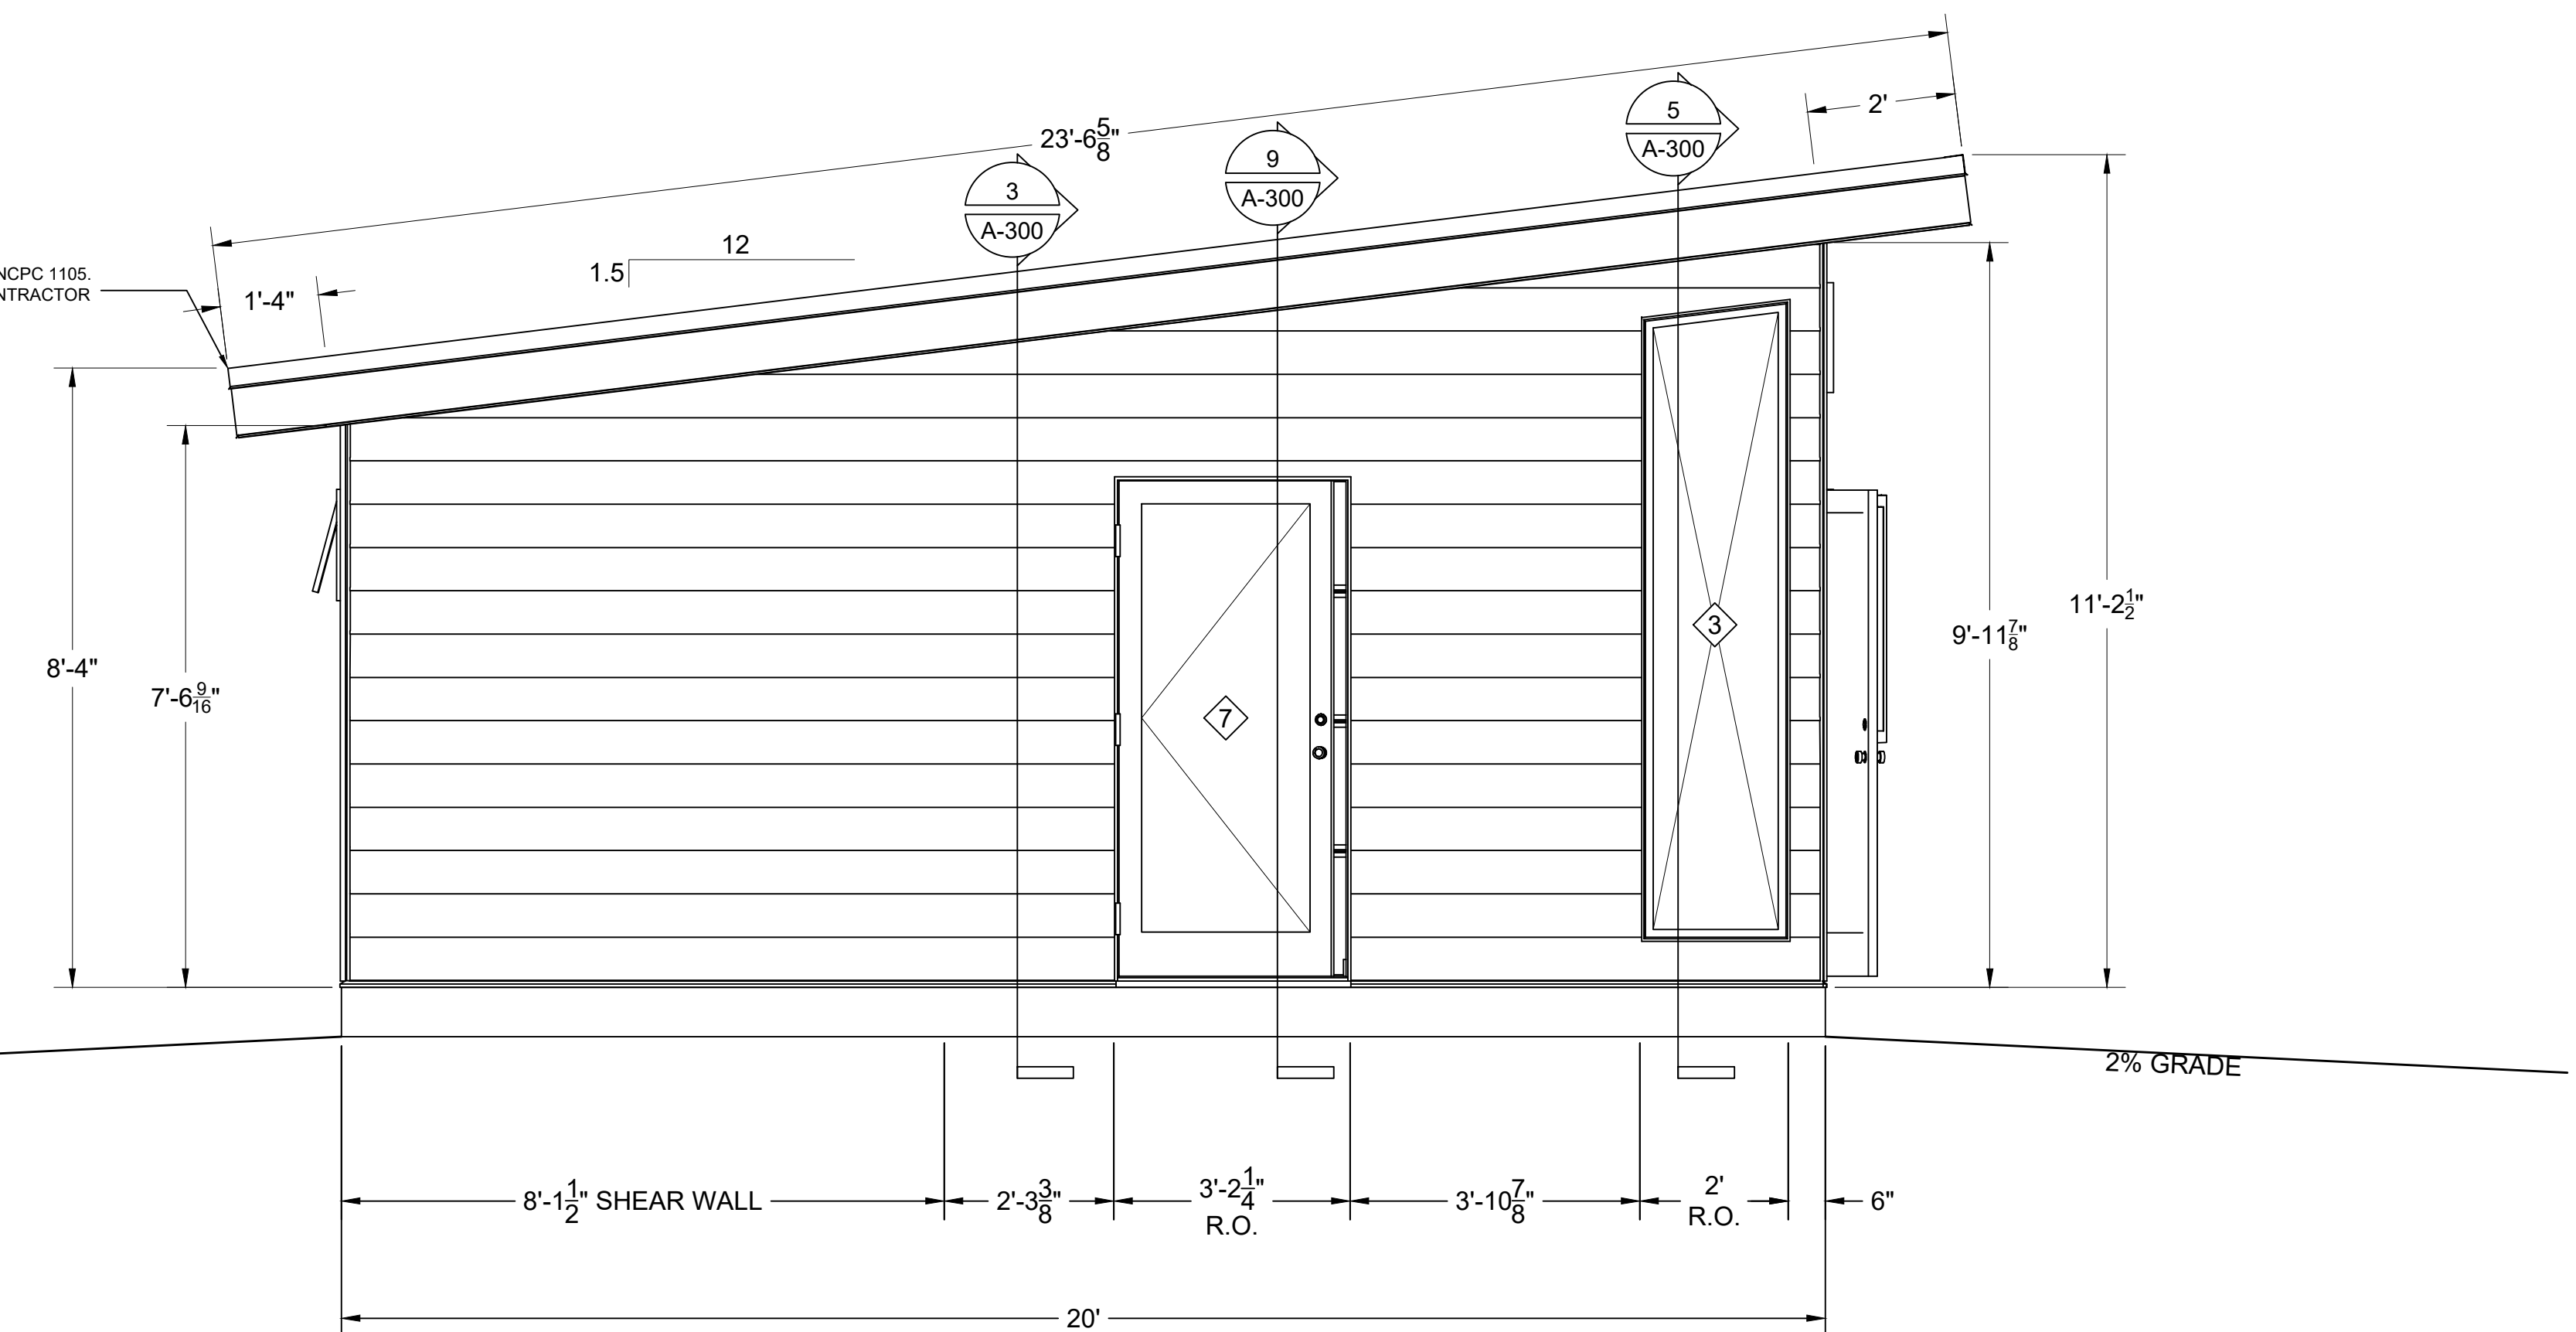 23'-6 5/8"
2'
5
A-300
9
A-300
3
A-300
12
1.5
NCPC 1105.
NTRACTOR
1'-4"
11'-2 1/2"
9'-11 7/8"
8'-4"
7'-6 9/16"
3
7
2% GRADE
8'-1 1/2" SHEAR WALL
2'-3 3/8"
3'-2 1/4"
R.O.
3'-10 7/8"
2'
R.O.
6"
20'